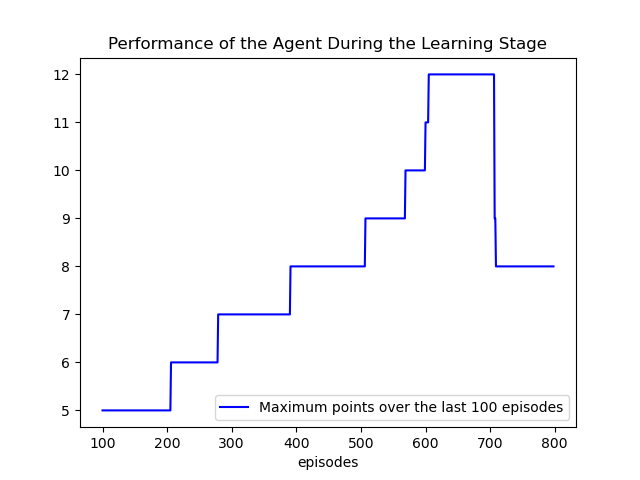 Performance of the Agent During the Learning Stage
12
11
10
9
8
7
6
5
Maximum points over the last 100 episodes
100 200 300 400 500 600 700 800
episodes